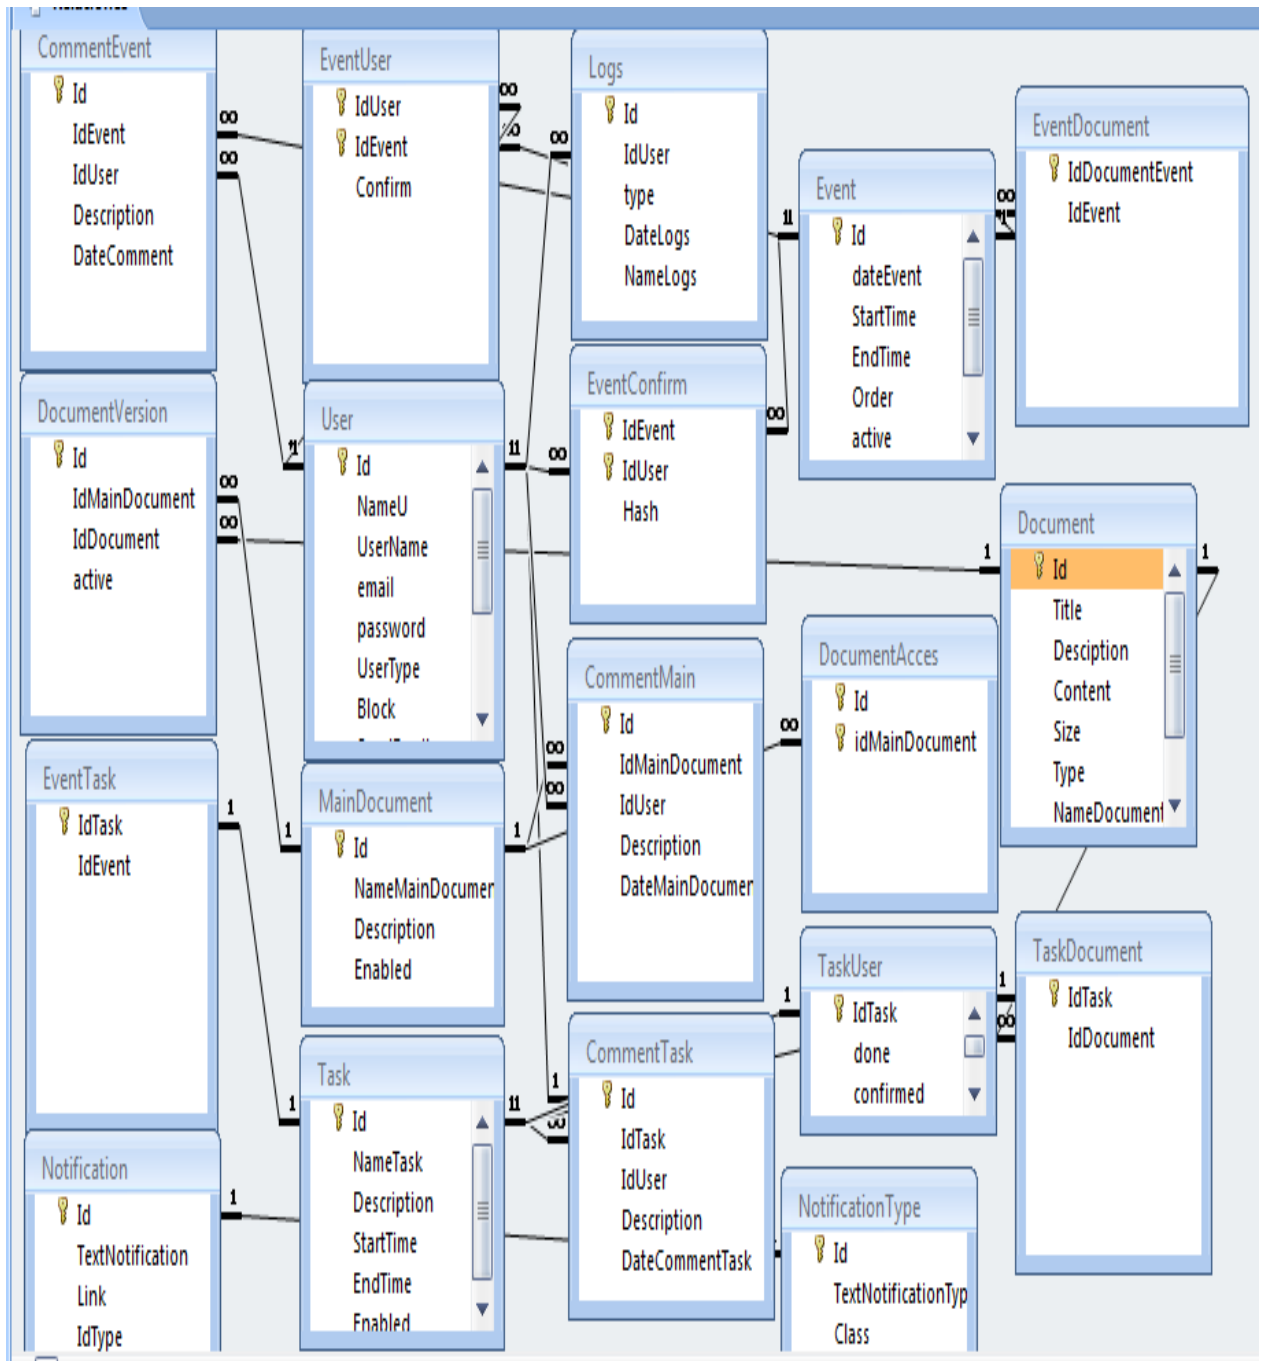 CommentEvent
Id
IdEvent
IdUser
Description
DateComment
EventUser
IdUser
IdEvent
Confirm
Logs
Id
IdUser
type
DateLogs
NameLogs
Event
Id
dateEvent
StartTime
EndTime
Order
active
EventDocument
IdDocumentEvent
IdEvent
DocumentVersion
Id
IdMainDocument
IdDocument
active
User
Id
NameU
UserName
email
password
UserType
Block
EventConfirm
IdEvent
IdUser
Hash
Document
Id
Title
Desciption
Content
Size
Type
NameDocument
EventTask
IdTask
IdEvent
MainDocument
Id
NameMainDocumen
Description
Enabled
CommentMain
Id
IdMainDocument
IdUser
Description
DateMainDocumen
DocumentAcces
Id
idMainDocument
TaskUser
IdTask
done
confirmed
TaskDocument
IdTask
IdDocument
Notification
Id
TextNotification
Link
IdType
Task
Id
NameTask
Description
StartTime
EndTime
Enabled
CommentTask
Id
IdTask
IdUser
Description
DateCommentTask
NotificationType
Id
TextNotificationTyp
Class